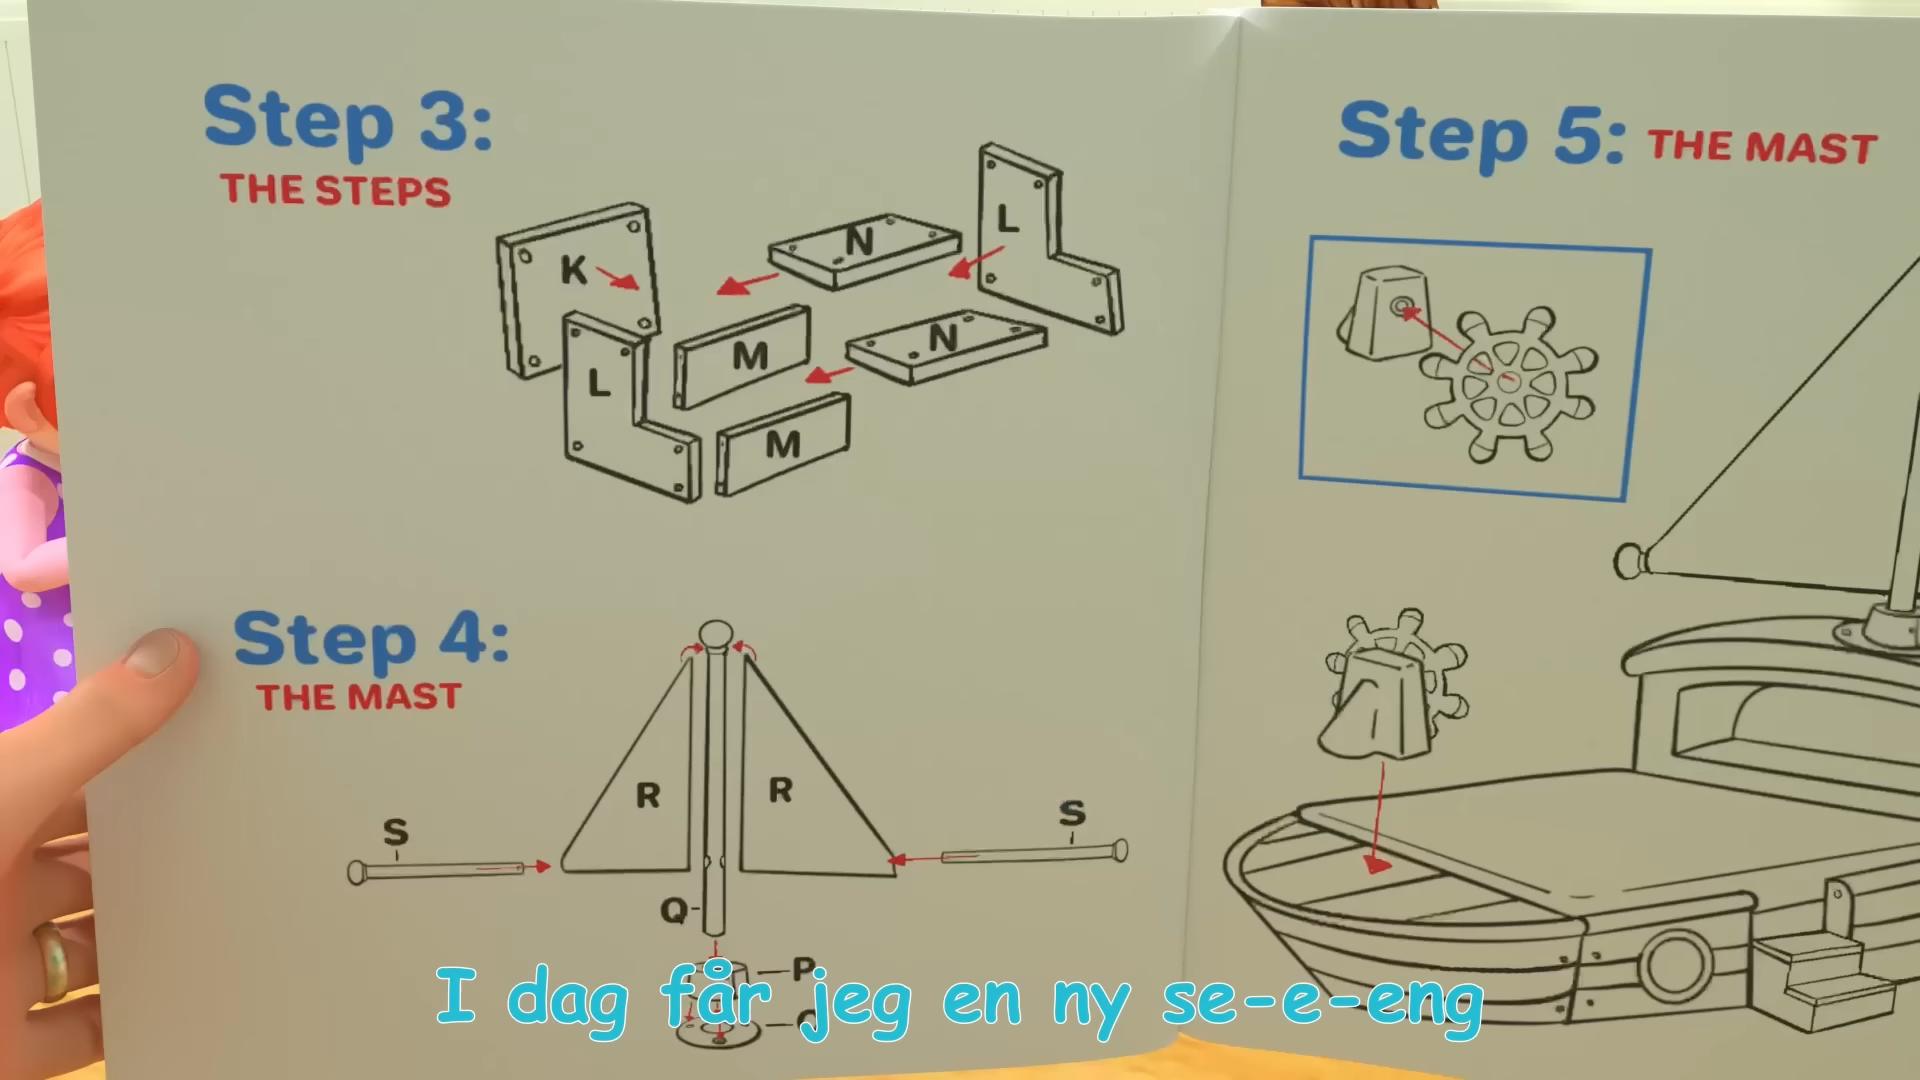 Step 3:
THE STEPS
K
N
L
L
M
N
M
Step 4:
THE MAST
R
R
S
S
Q
P
Step 5: THE MAST
I dag får jeg en ny se-e-eng